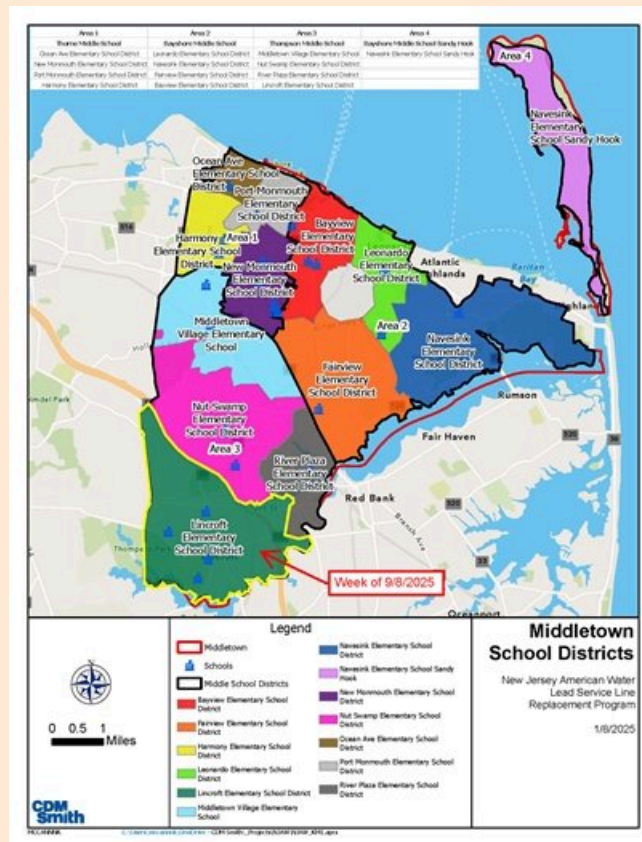 Area 1
Thorne Middle School
Ocean Ave Elementary School District
New Monmouth Elementary School District
Port Monmouth Elementary School District
Harmony Elementary School District
Area 2
Bayshore Middle School
Leonardo Elementary School District
Navesink Elementary School District
Fairview Elementary School District
Bayview Elementary School District
Area 3
Thompson Middle School
Middletown Village Elementary School
Nut Swamp Elementary School District
River Plaza Elementary School District
Lincroft Elementary School District
Area 4
Bayshore Middle School Sandy Hook
Navesink Elementary School Sandy Hook
Area 4
Navesink
Elementary
School Sandy Hook
Ocean Ave
Elementary School
District
Port Monmouth
Elementary
School
District
Bayview
Elementary
School
District
Harmony
Elementary School
District
Area 1
New Monmouth
Elementary
School
District
Leonardo
Elementary
School
District
Atlantic
Highlands
Raritan
Bay
Middletown
Village Elementary
School
Area 2
Navesink
Elementary
School District
Fairview
Elementary
School
District
Nut Swamp
Elementary
School District
Area 3
Rumson
Fair Haven
River Plaza
Elementary
School District
Red Bank
Branch Ave
520
520
36
33
Lincroft
Elementary
School District
Week of 9/8/2025
Oceanport
Legend
Middletown
Schools
Middle School Districts
Bayview Elementary School
District
Fairview Elementary School
District
Harmony Elementary School
District
Leonardo Elementary School
District
Lincroft Elementary School District
Middletown Village Elementary
School
Navesink Elementary School
District
Navesink Elementary School Sandy
Hook
New Monmouth Elementary School
District
Nut Swamp Elementary School
District
Ocean Ave Elementary School
District
Port Monmouth Elementary School
District
River Plaza Elementary School
District
Middletown
School Districts
New Jersey American Water
Lead Service Line
Replacement Program
1/8/2025
0 0.5 1
Miles
CDM
Smith